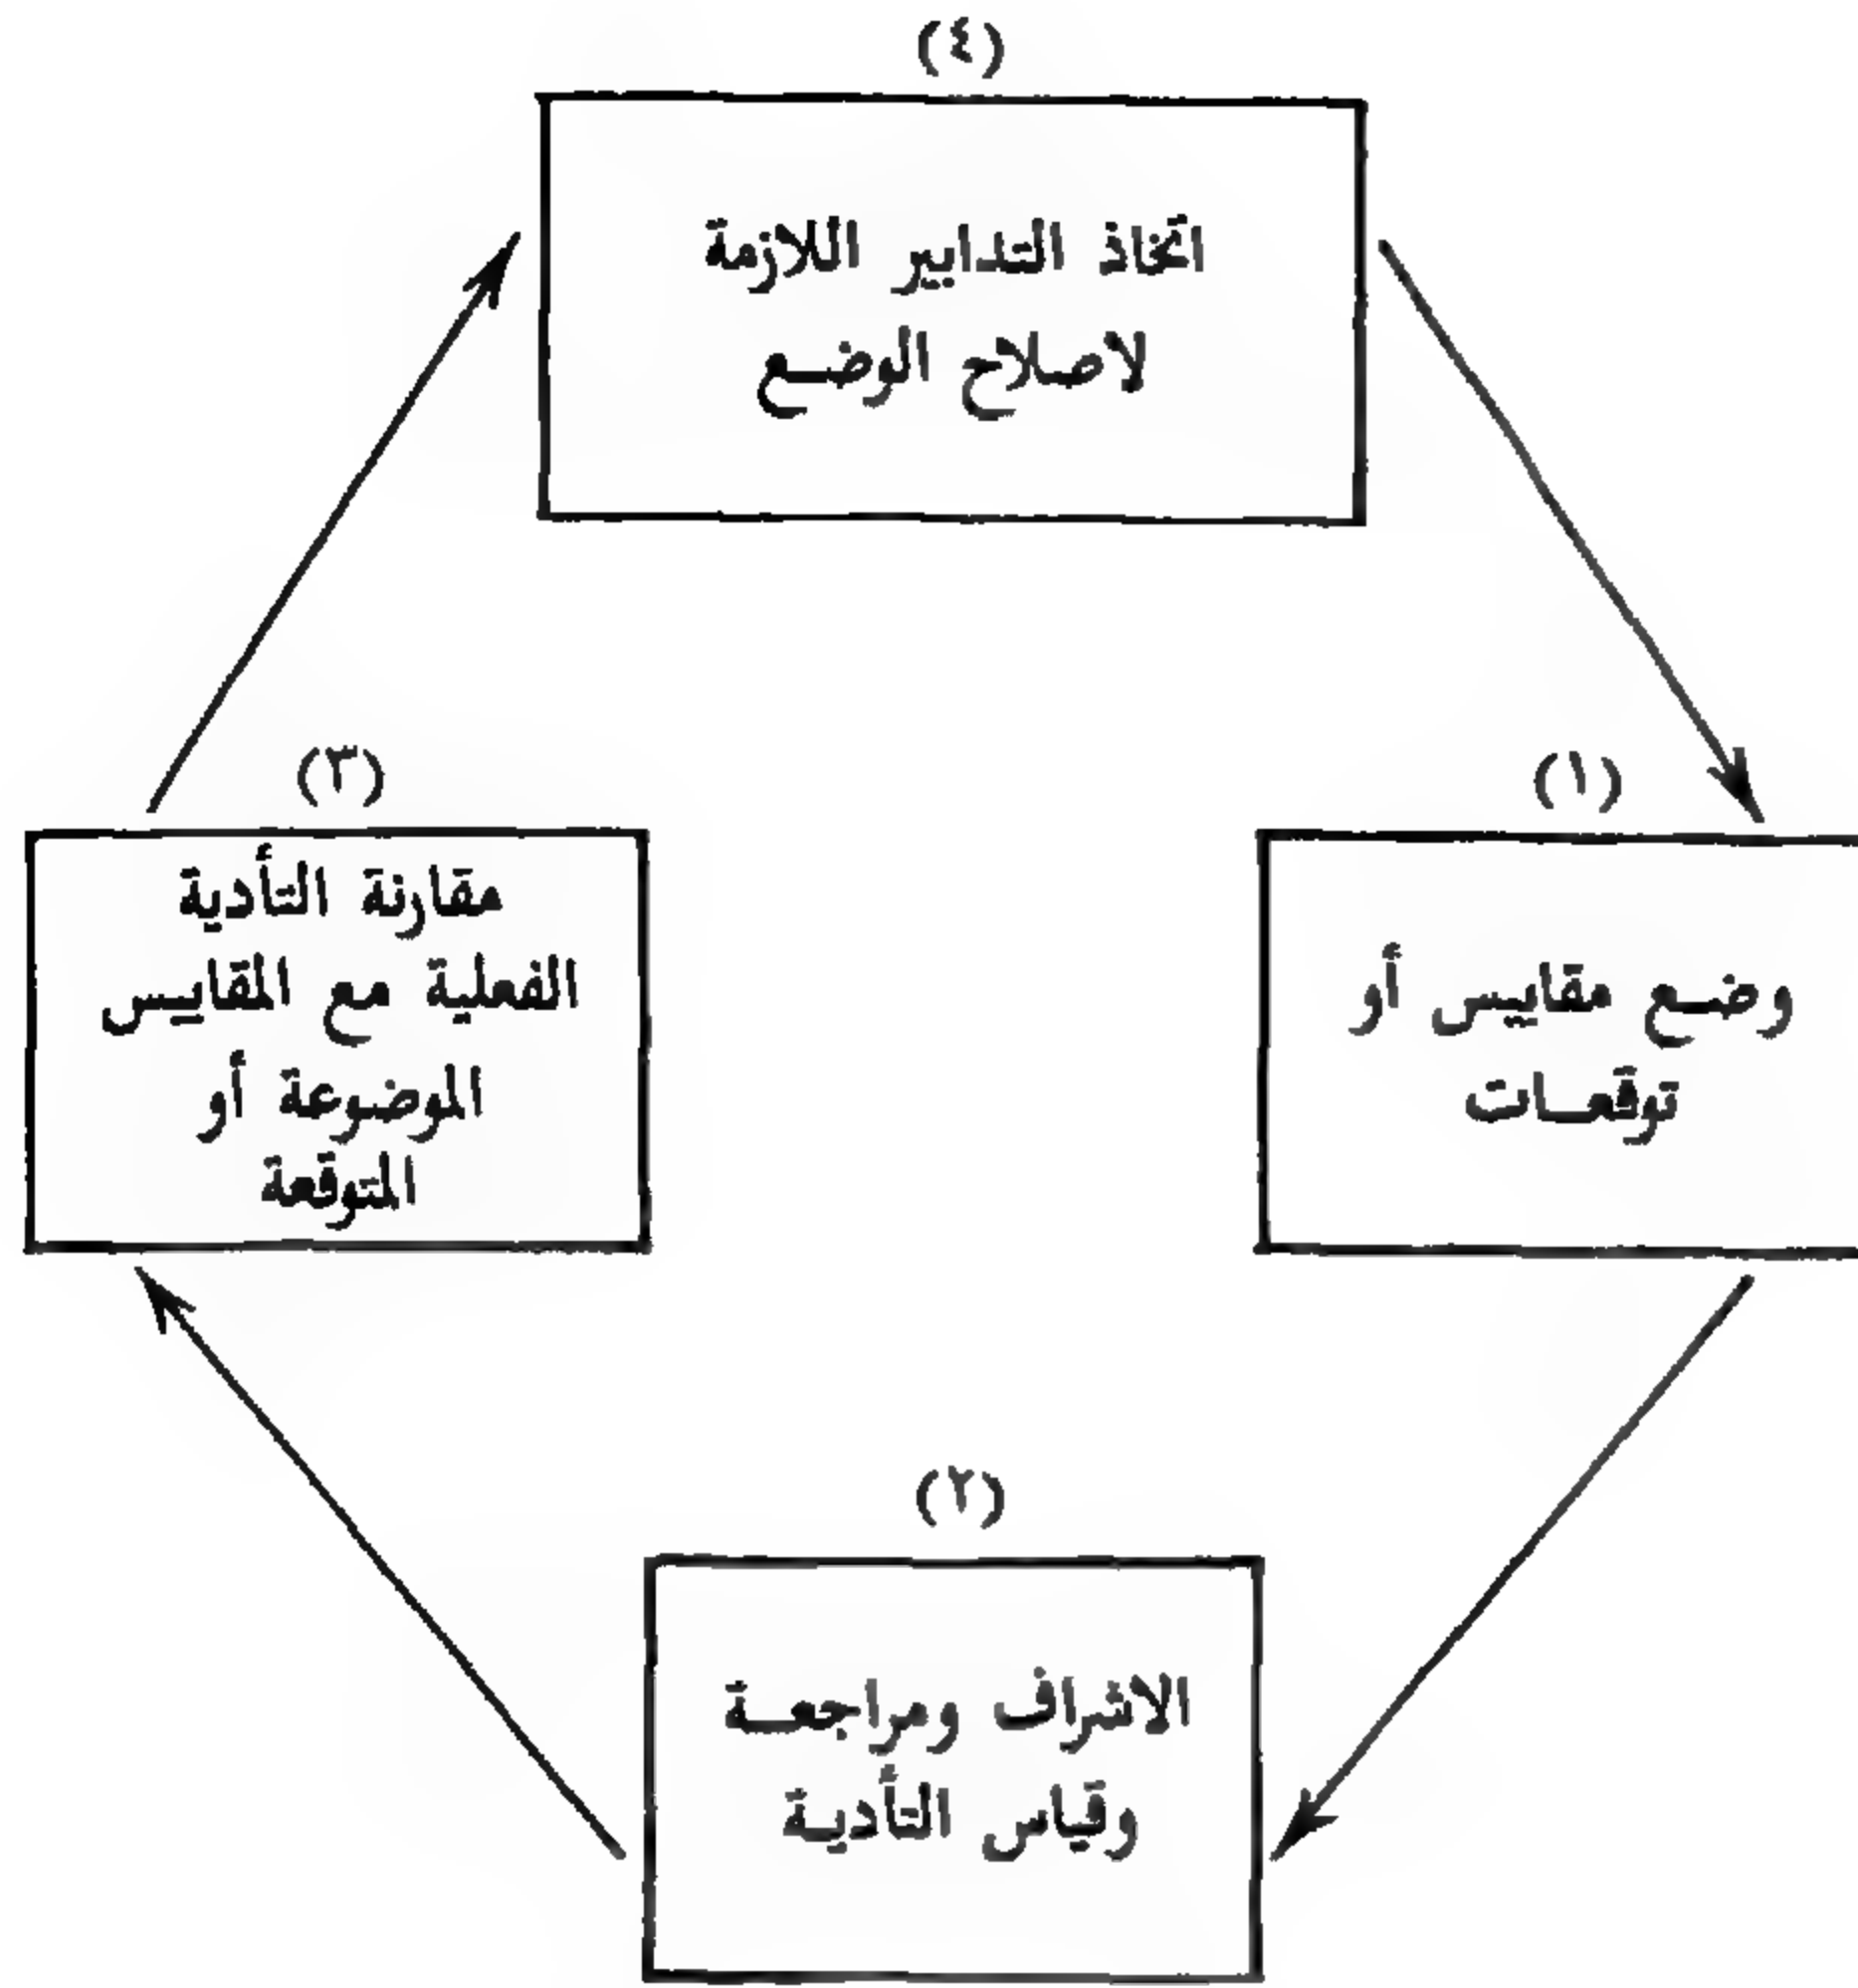 (٤)
اتخاذ التدابير اللازمة
لاصلاح الوضع
(١)
وضع مقاييس أو
توقعات
(٣)
مقارنة التأدية
الفعلية مع المقاييس
الموضوعة أو
المتوقعة
(٢)
الاشراف ومراجعة
وقياس التأدية